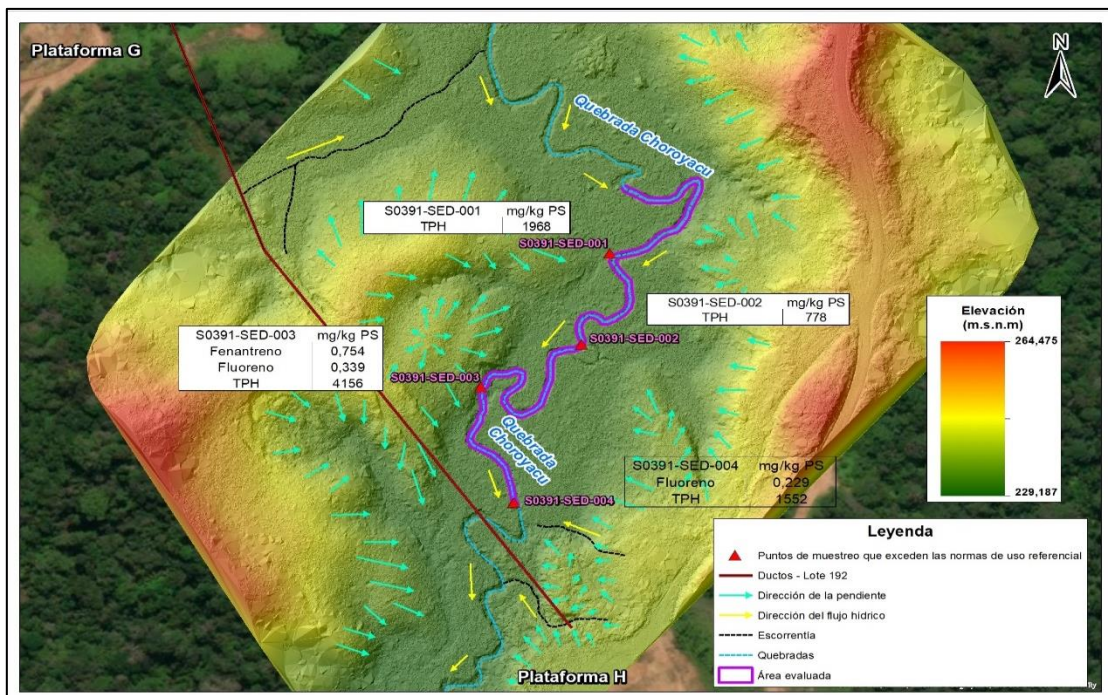 Plataforma G
N
Quebrada Choroyacu
S0391-SED-001 mg/kg PS
TPH 1968
S0391-SED-001
S0391-SED-002 mg/kg PS
TPH 778
S0391-SED-002
S0391-SED-003 mg/kg PS
Fenantreno 0,754
Fluoreno 0,339
TPH 4156
S0391-SED-003
Quebrada
Choroyacu
S0391-SED-004 mg/kg PS
Fluoreno 0,229
TPH 1552
S0391-SED-004
Elevación
(m.s.n.m)
264,475
229,187
Leyenda
Puntos de muestreo que exceden las normas de uso referencial
Ductos - Lote 192
Dirección de la pendiente
Dirección del flujo hídrico
Escorrentía
Quebradas
Área evaluada
Plataforma H